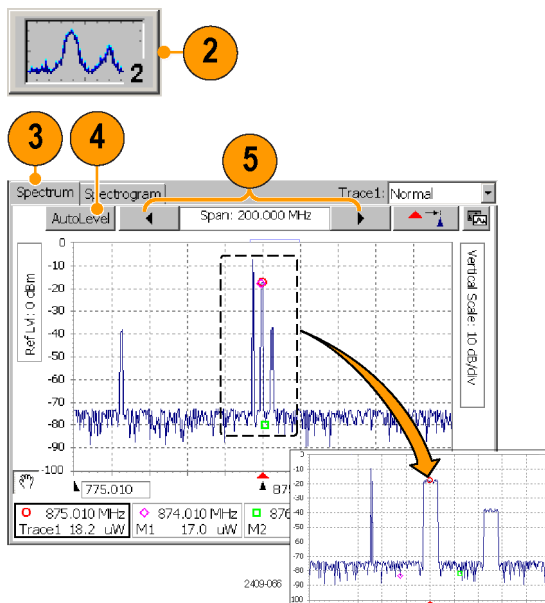 2
2
3
4
5
Spectrum
Spectrogram
Trace1: Normal
AutoLevel
Span: 200.000 MHz
Ref Lvl: 0 dBm
0
-10
-20
-30
-40
-50
-60
-70
-80
-90
-100
Vertical Scale: 10 dB/div
775.010
875.010 MHz
874.010 MHz
Trace1 18.2 uW
M1 17.0 uW
M2
0
-10
-20
-30
-40
-50
-60
-70
-80
-90
2409-066